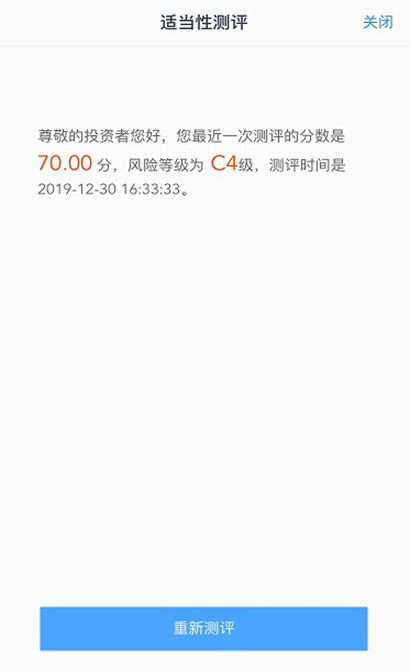 适当性测评 关闭
尊敬的投资者您好，您最近一次测评的分数是
70.00 分，风险等级为 C4级，测评时间是
2019-12-30 16:33:33。
重新测评